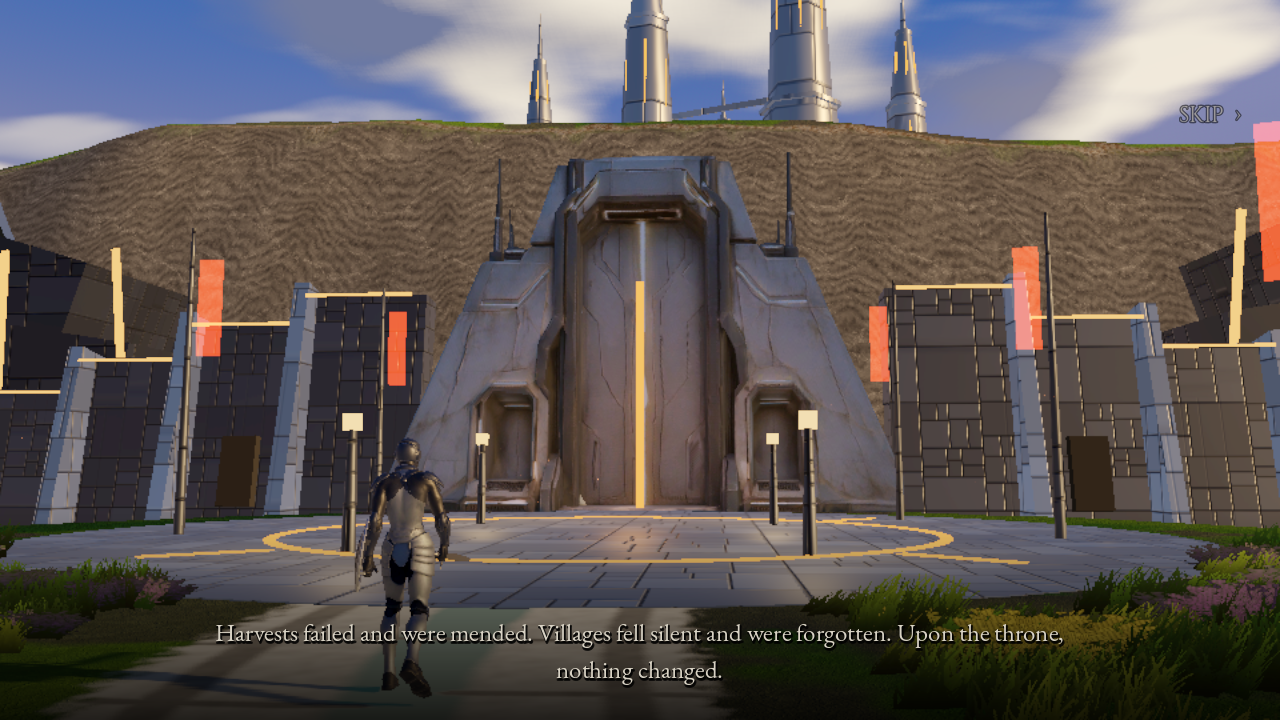 SKIP ›
Harvests failed and were mended. Villages fell silent and were forgotten. Upon the throne,
nothing changed.